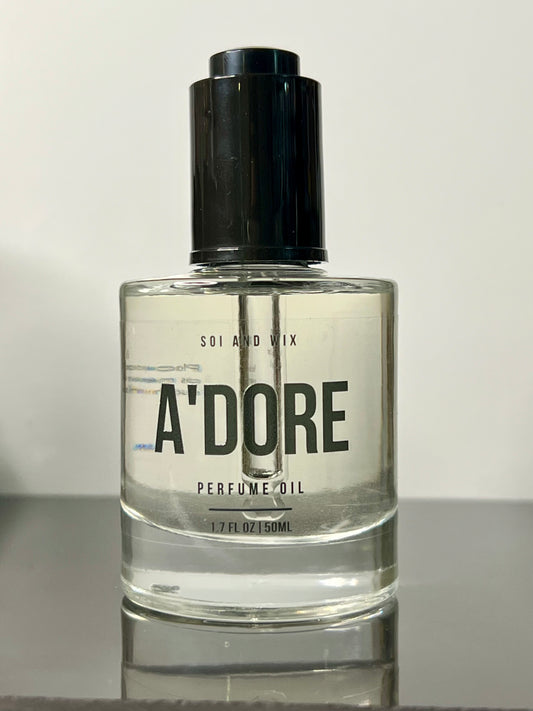 SOI AND WIX
A'DORE
PERFUME OIL
1.7 FL OZ | 50ML